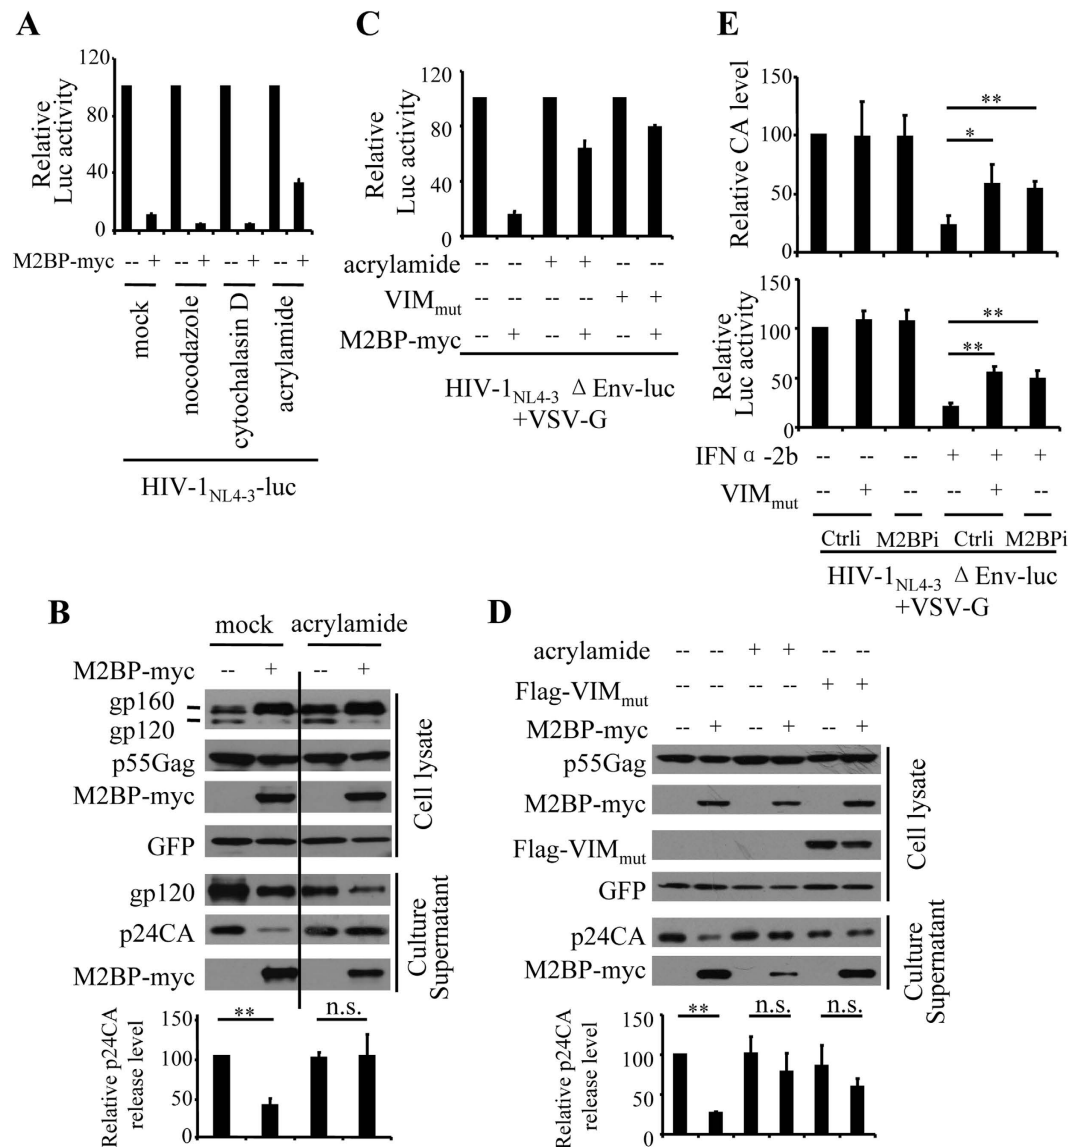 A
120
80
40
0
Relative
Luc activity
M2BP-myc -- + -- + -- + -- +
mock
nocodazole
cytochalasin D
acrylamide
HIV-1NL4-3-luc
C
120
80
40
0
Relative
Luc activity
acrylamide -- -- + + -- --
VIMmut -- -- -- -- + +
M2BP-myc -- + -- + -- +
HIV-1NL4-3 Δ Env-luc
+VSV-G
E
150
100
50
0
Relative CA level
*
**
150
100
50
0
Relative
Luc activity
**
**
IFN α -2b -- -- -- + + +
VIMmut -- + -- -- + --
Ctrli M2BPi Ctrli M2BPi
HIV-1NL4-3 Δ Env-luc
+VSV-G
B
mock acrylamide
M2BP-myc -- + -- +
gp160
gp120
p55Gag
M2BP-myc
GFP
Cell lysate
gp120
p24CA
M2BP-myc
Culture
Supernatant
150
100
50
0
Relative p24CA
release level
** n.s.
D
acrylamide -- -- + + -- --
Flag-VIMmut -- -- -- -- + +
M2BP-myc -- + -- + -- +
p55Gag
M2BP-myc
Flag-VIMmut
GFP
Cell lysate
p24CA
M2BP-myc
Culture
Supernatant
150
100
50
0
Relative p24CA
release level
** n.s. n.s.